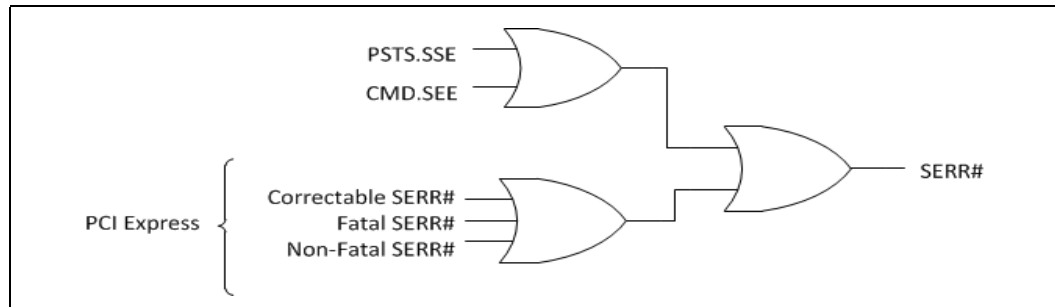 PSTS.SSE
CMD.SEE
SERR#
PCI Express
Correctable SERR#
Fatal SERR#
Non-Fatal SERR#